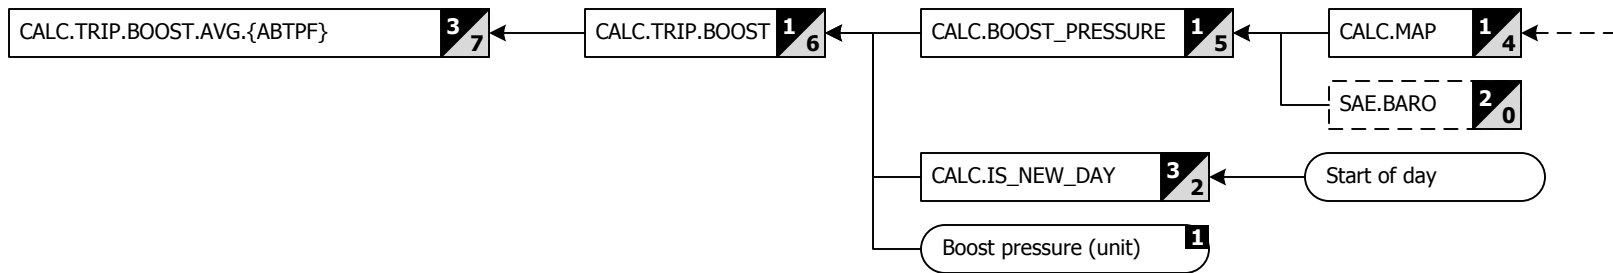 CALC.TRIP.BOOST.AVG.{ABTPF} 3 7 CALC.TRIP.BOOST 1 6 CALC.BOOST_PRESSURE 1 5 CALC.MAP 1 4
SAE.BARO 2 0
CALC.IS_NEW_DAY 3 2 Start of day
Boost pressure (unit) 1